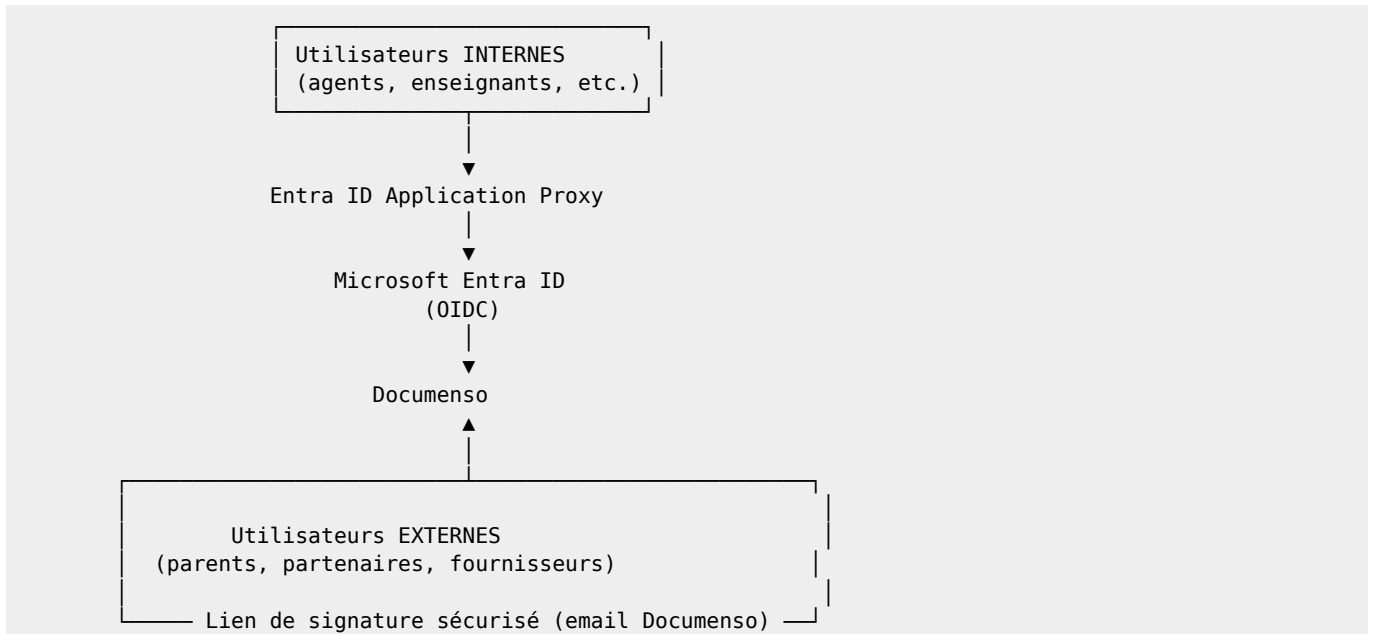 Utilisateurs INTERNES
(agents, enseignants, etc.)
Entra ID Application Proxy
Microsoft Entra ID
(OIDC)
Documenso
Utilisateurs EXTERNES
(parents, partenaires, fournisseurs)
Lien de signature sécurisé (email Documenso)